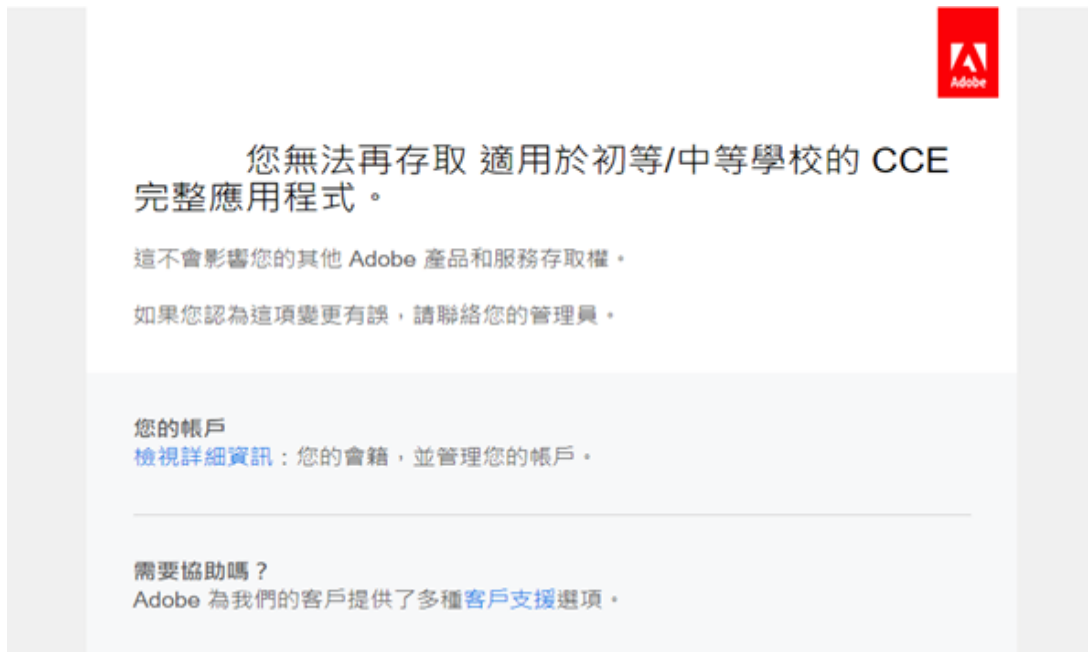 Adobe
您無法再存取 適用於初等/中等學校的 CCE
完整應用程式。
這不會影響您的其他 Adobe 產品和服務存取權。
如果您認為這項變更有誤，請聯絡您的管理員。
您的帳戶
檢視詳細資訊：您的會籍，並管理您的帳戶。
需要協助嗎？
Adobe 為我們的客戶提供了多種客戶支援選項。